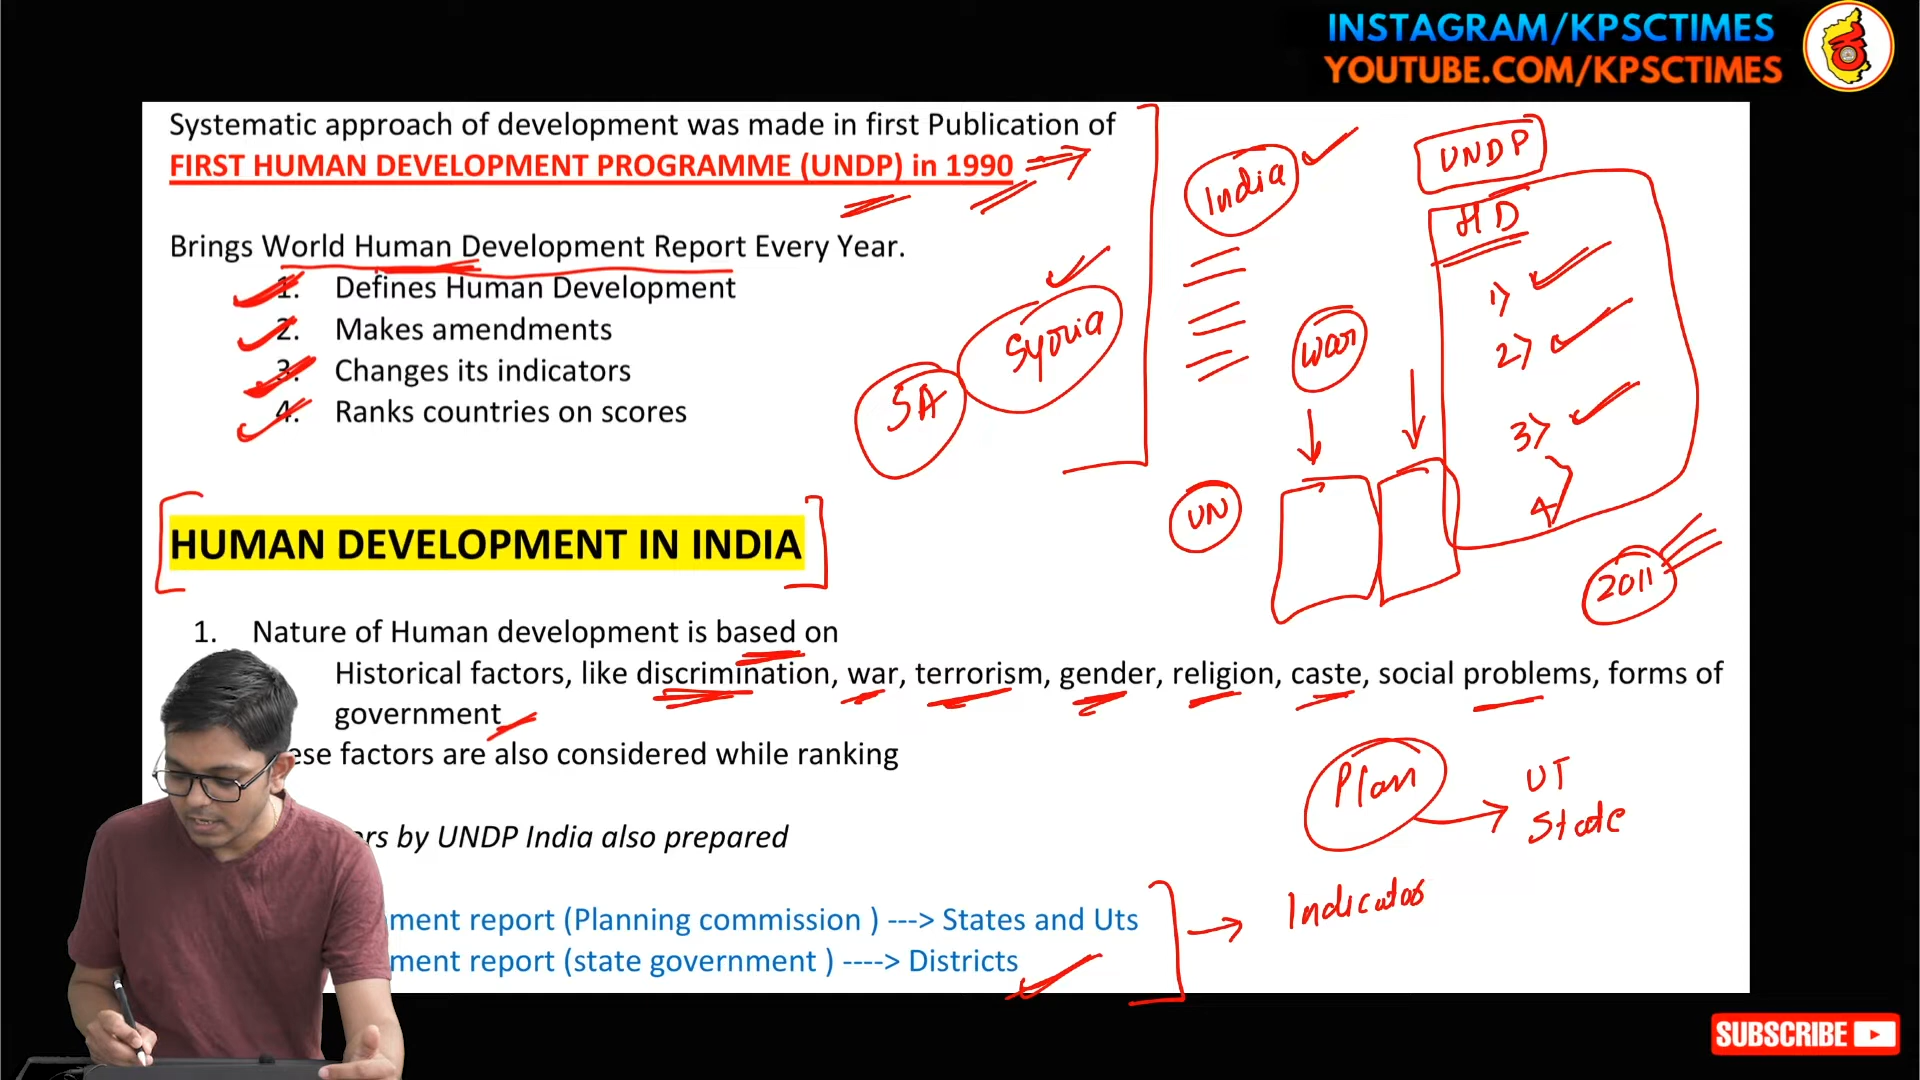 INSTAGRAM/KPSCTIMES
YOUTUBE.COM/KPSCTIMES
Systematic approach of development was made in first Publication of
FIRST HUMAN DEVELOPMENT PROGRAMME (UNDP) in 1990
Brings World Human Development Report Every Year.
1. Defines Human Development
2. Makes amendments
3. Changes its indicators
4. Ranks countries on scores
India
UNDP
HD
1)
2)
3)
4
Syria
SA
war
UN
2011
HUMAN DEVELOPMENT IN INDIA
1. Nature of Human development is based on
Historical factors, like discrimination, war, terrorism, gender, religion, caste, social problems, forms of
government
ese factors are also considered while ranking
rs by UNDP India also prepared
Plan
UT
State
ment report (Planning commission ) ---> States and Uts
ment report (state government ) ----> Districts
SUBSCRIBE